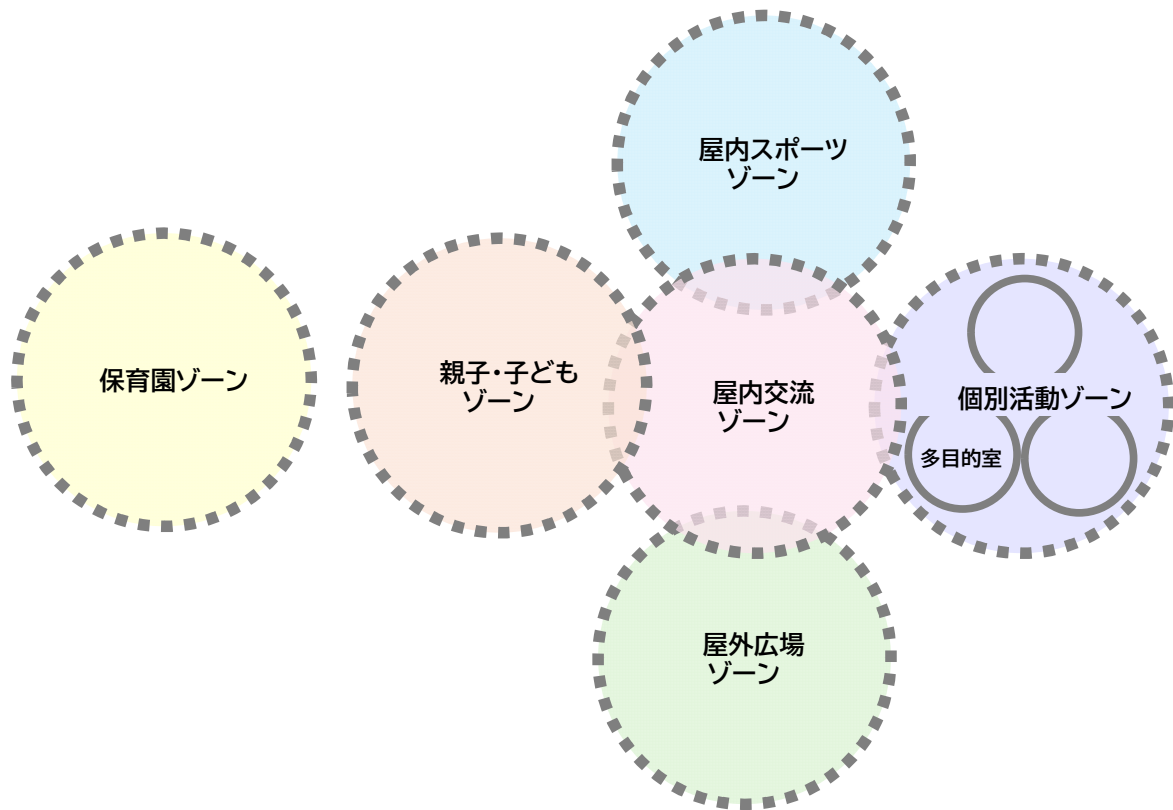 屋内スポーツ
ゾーン
保育園ゾーン
親子・子ども
ゾーン
屋内交流
ゾーン
個別活動ゾーン
多目的室
屋外広場
ゾーン